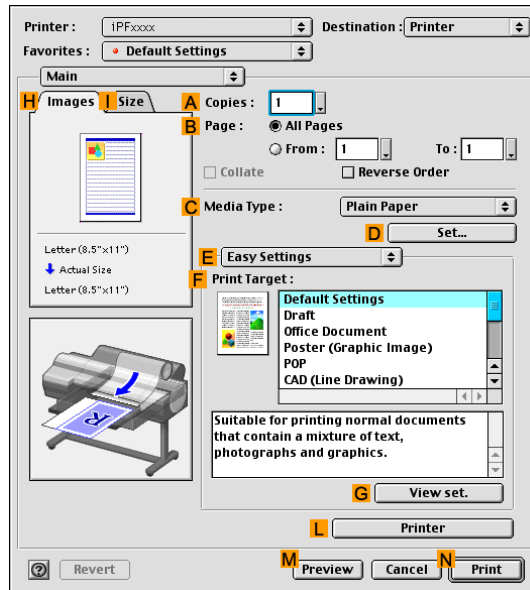 Printer : iPFxxxx Destination : Printer
Favorites : Default Settings
Main
H Images I Size
A Copies : 1
B Page : All Pages
From : 1 To : 1
Collate Reverse Order
C Media Type : Plain Paper
D Set...
Letter (8.5"x11")
Actual Size
Letter (8.5"x11")
E Easy Settings
F Print Target :
Default Settings
Draft
Office Document
Poster (Graphic Image)
POP
CAD (Line Drawing)
R
Suitable for printing normal documents
that contain a mixture of text,
photographs and graphics.
G View set.
L Printer
? Revert M Preview Cancel N Print